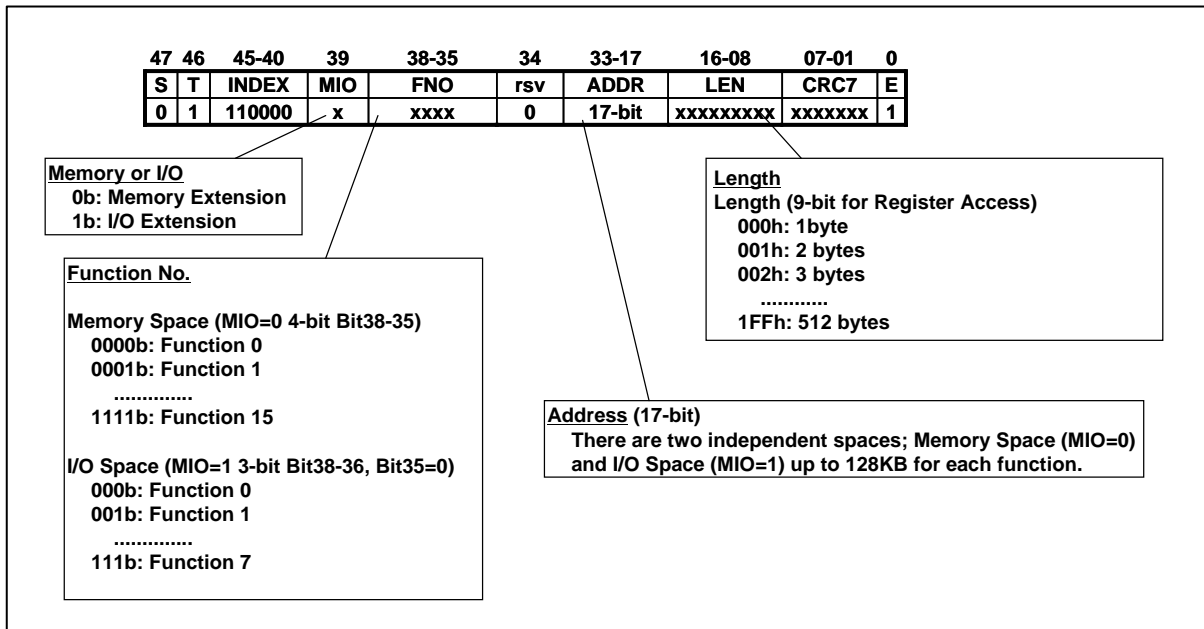 47 46 45-40 39 38-35 34 33-17 16-08 07-01 0
S T INDEX MIO FNO rsv ADDR LEN CRC7 E
0 1 110000 x xxxx 0 17-bit xxxxxxxxx xxxxxxx 1
Memory or I/O
0b: Memory Extension
1b: I/O Extension
Function No.
Memory Space (MIO=0 4-bit Bit38-35)
0000b: Function 0
0001b: Function 1
..............
1111b: Function 15
I/O Space (MIO=1 3-bit Bit38-36, Bit35=0)
000b: Function 0
001b: Function 1
..............
111b: Function 7
Length
Length (9-bit for Register Access)
000h: 1byte
001h: 2 bytes
002h: 3 bytes
............
1FFh: 512 bytes
Address (17-bit)
There are two independent spaces; Memory Space (MIO=0)
and I/O Space (MIO=1) up to 128KB for each function.